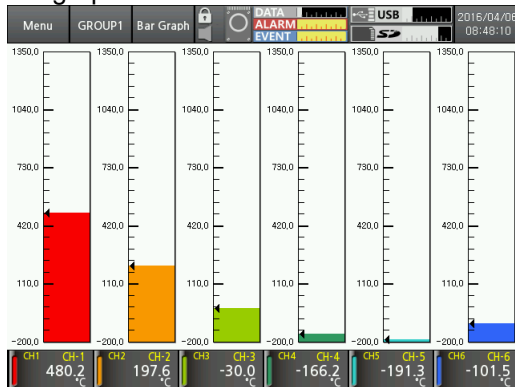 Menu GROUP1 Bar Graph DATA ALARM EVENT USB SD 2016/04/06 08:48:10
1350,0 1350,0 1350,0 1350,0 1350,0 1350,0
1040,0 1040,0 1040,0 1040,0 1040,0 1040,0
730,0 730,0 730,0 730,0 730,0 730,0
420,0 420,0 420,0 420,0 420,0 420,0
110,0 110,0 110,0 110,0 110,0 110,0
-200,0 -200,0 -200,0 -200,0 -200,0 -200,0
CH1 CH-1 CH2 CH-2 CH3 CH-3 CH4 CH-4 CH5 CH-5 CH6 CH-6
480.2 197.6 -30.0 -166.2 -191.3 -101.5
°C °C °C °C °C °C